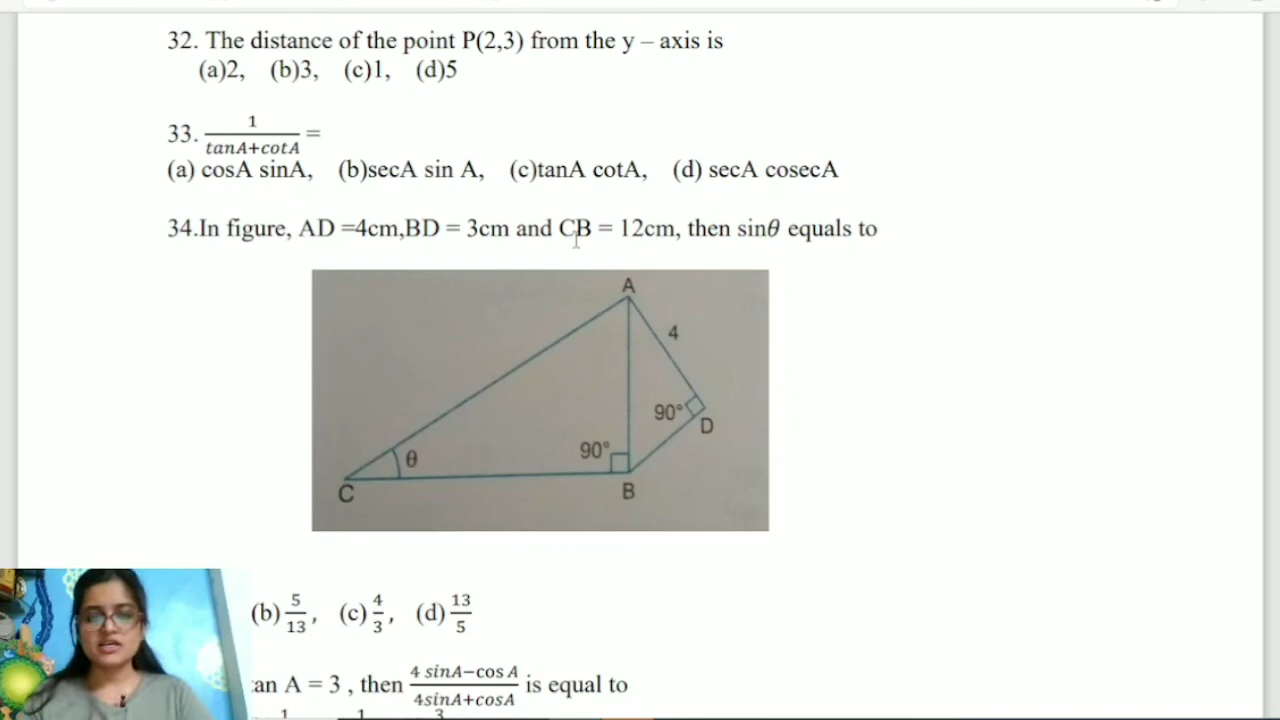 32. The distance of the point P(2,3) from the y – axis is
(a)2, (b)3, (c)1, (d)5
33. 1/(tanA+cotA) =
(a) cosA sinA, (b)secA sin A, (c)tanA cotA, (d) secA cosecA
34.In figure, AD =4cm,BD = 3cm and CB = 12cm, then sinθ equals to
A
4
90°
D
90°
θ
C
B
(b) 5/13, (c) 4/3, (d) 13/5
an A = 3 , then (4 sinA−cos A)/(4sinA+cosA) is equal to